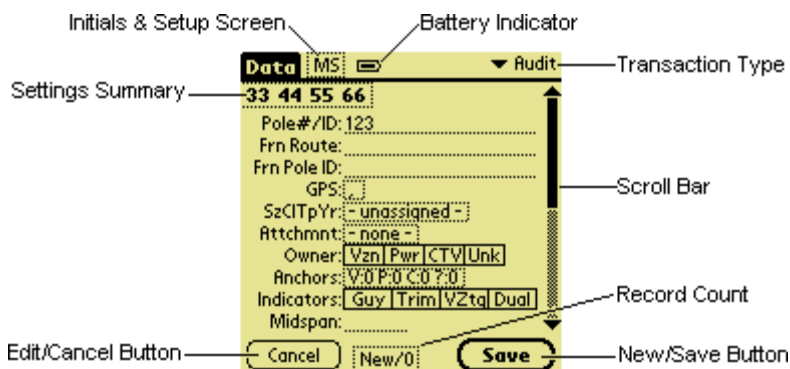 Initials & Setup Screen Battery Indicator
Data MS ▼ Audit Transaction Type
Settings Summary 33 44 55 66
Pole#/ID: 123
Frn Route:
Frn Pole ID:
GPS: , Scroll Bar
SzClTpYr: - unassigned -
Attchmnt: - none -
Owner: Vzn Pwr CTV Unk
Anchors: V:0 P:0 C:0 ?:0
Indicators: Guy Trim VZtg Dual Record Count
Midspan:
Edit/Cancel Button Cancel New/0 Save New/Save Button